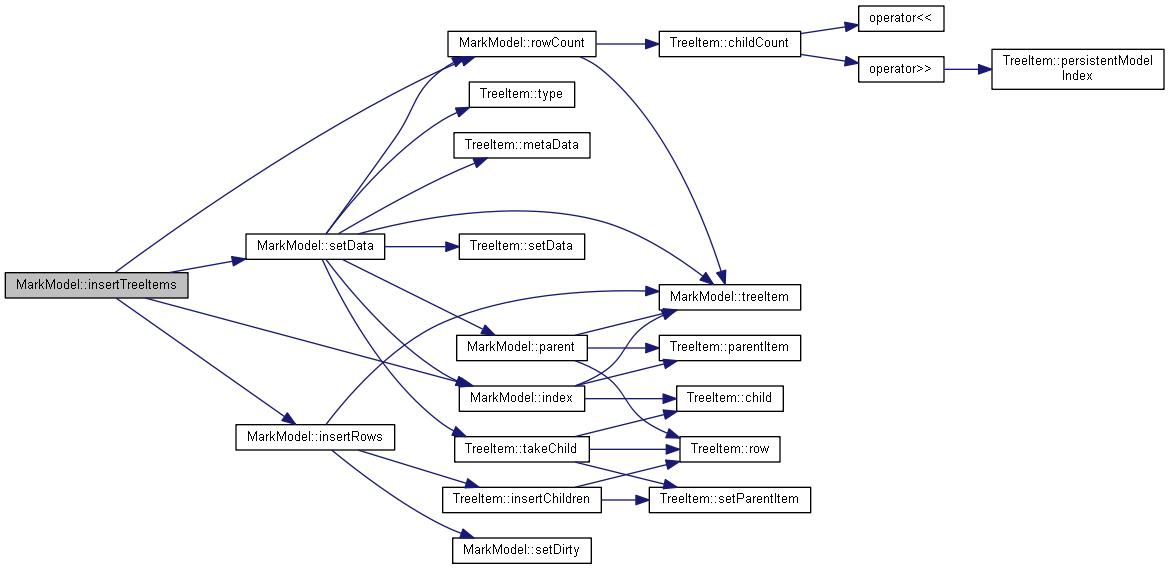 MarkModel::insertTreeItems
MarkModel::setData
MarkModel::insertRows
MarkModel::rowCount
TreeItem::type
TreeItem::metaData
TreeItem::setData
MarkModel::parent
MarkModel::index
TreeItem::takeChild
TreeItem::insertChildren
MarkModel::setDirty
TreeItem::childCount
MarkModel::treeItem
TreeItem::parentItem
TreeItem::child
TreeItem::row
TreeItem::setParentItem
operator<<
operator>>
TreeItem::persistentModel
Index